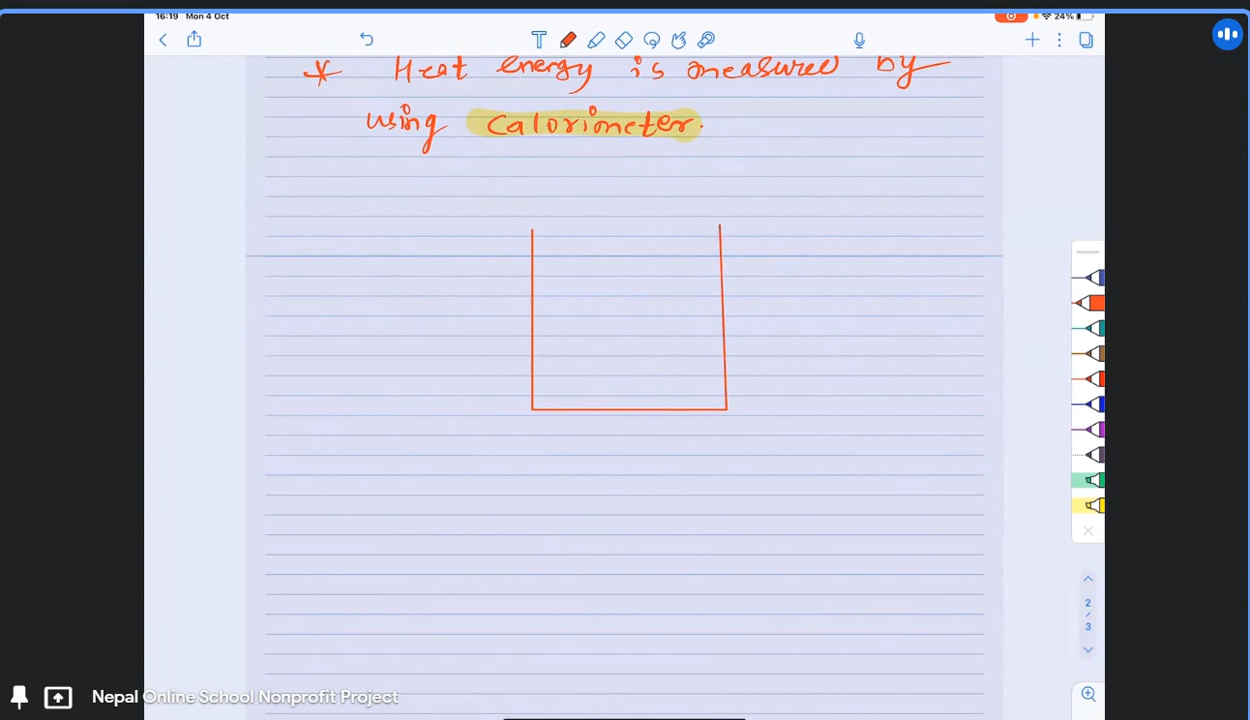 16:19 Mon 4 Oct
24%
* Heat energy is measured by
using Calorimeter.
2
/
3
Nepal Online School Nonprofit Project